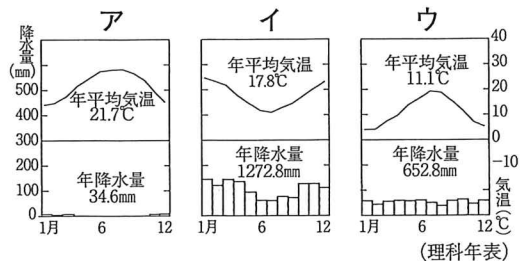 ア イ ウ
降水量(mm)
500
400
300
200
100
0
年平均気温
21.7℃
年降水量
34.6mm
1月 6 12
年平均気温
17.8℃
年降水量
1272.8mm
1月 6 12
年平均気温
11.1℃
年降水量
652.8mm
1月 6 12
40
30
20
10
0
-10
気温(℃)
(理科年表)